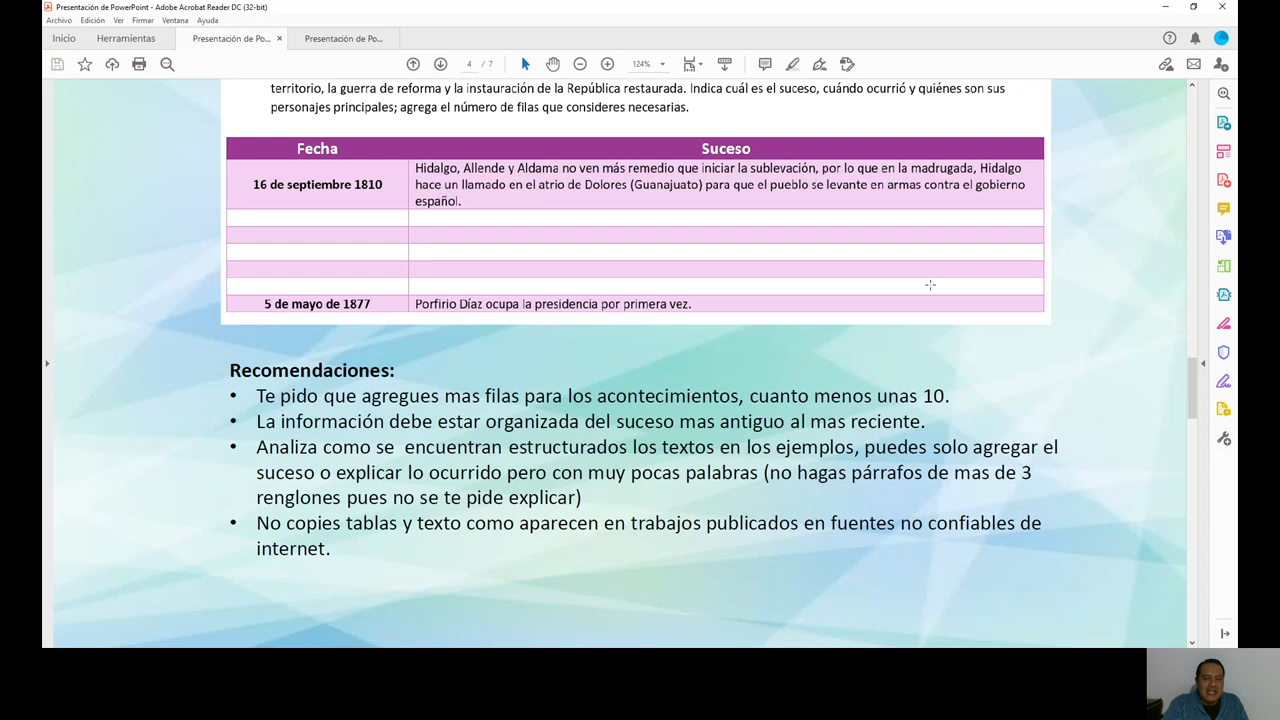 Presentación de PowerPoint - Adobe Acrobat Reader DC (32-bit)
Archivo Edición Ver Firmar Ventana Ayuda
Inicio Herramientas Presentación de Po... × Presentación de Po...
4 / 7 124%
territorio, la guerra de reforma y la instauración de la República restaurada. Indica cuál es el suceso, cuándo ocurrió y quiénes son sus
personajes principales; agrega el número de filas que consideres necesarias.
Fecha Suceso
16 de septiembre 1810
Hidalgo, Allende y Aldama no ven más remedio que iniciar la sublevación, por lo que en la madrugada, Hidalgo
hace un llamado en el atrio de Dolores (Guanajuato) para que el pueblo se levante en armas contra el gobierno
español.
5 de mayo de 1877 Porfirio Díaz ocupa la presidencia por primera vez.
Recomendaciones:
• Te pido que agregues mas filas para los acontecimientos, cuanto menos unas 10.
• La información debe estar organizada del suceso mas antiguo al mas reciente.
• Analiza como se encuentran estructurados los textos en los ejemplos, puedes solo agregar el
suceso o explicar lo ocurrido pero con muy pocas palabras (no hagas párrafos de mas de 3
renglones pues no se te pide explicar)
• No copies tablas y texto como aparecen en trabajos publicados en fuentes no confiables de
internet.